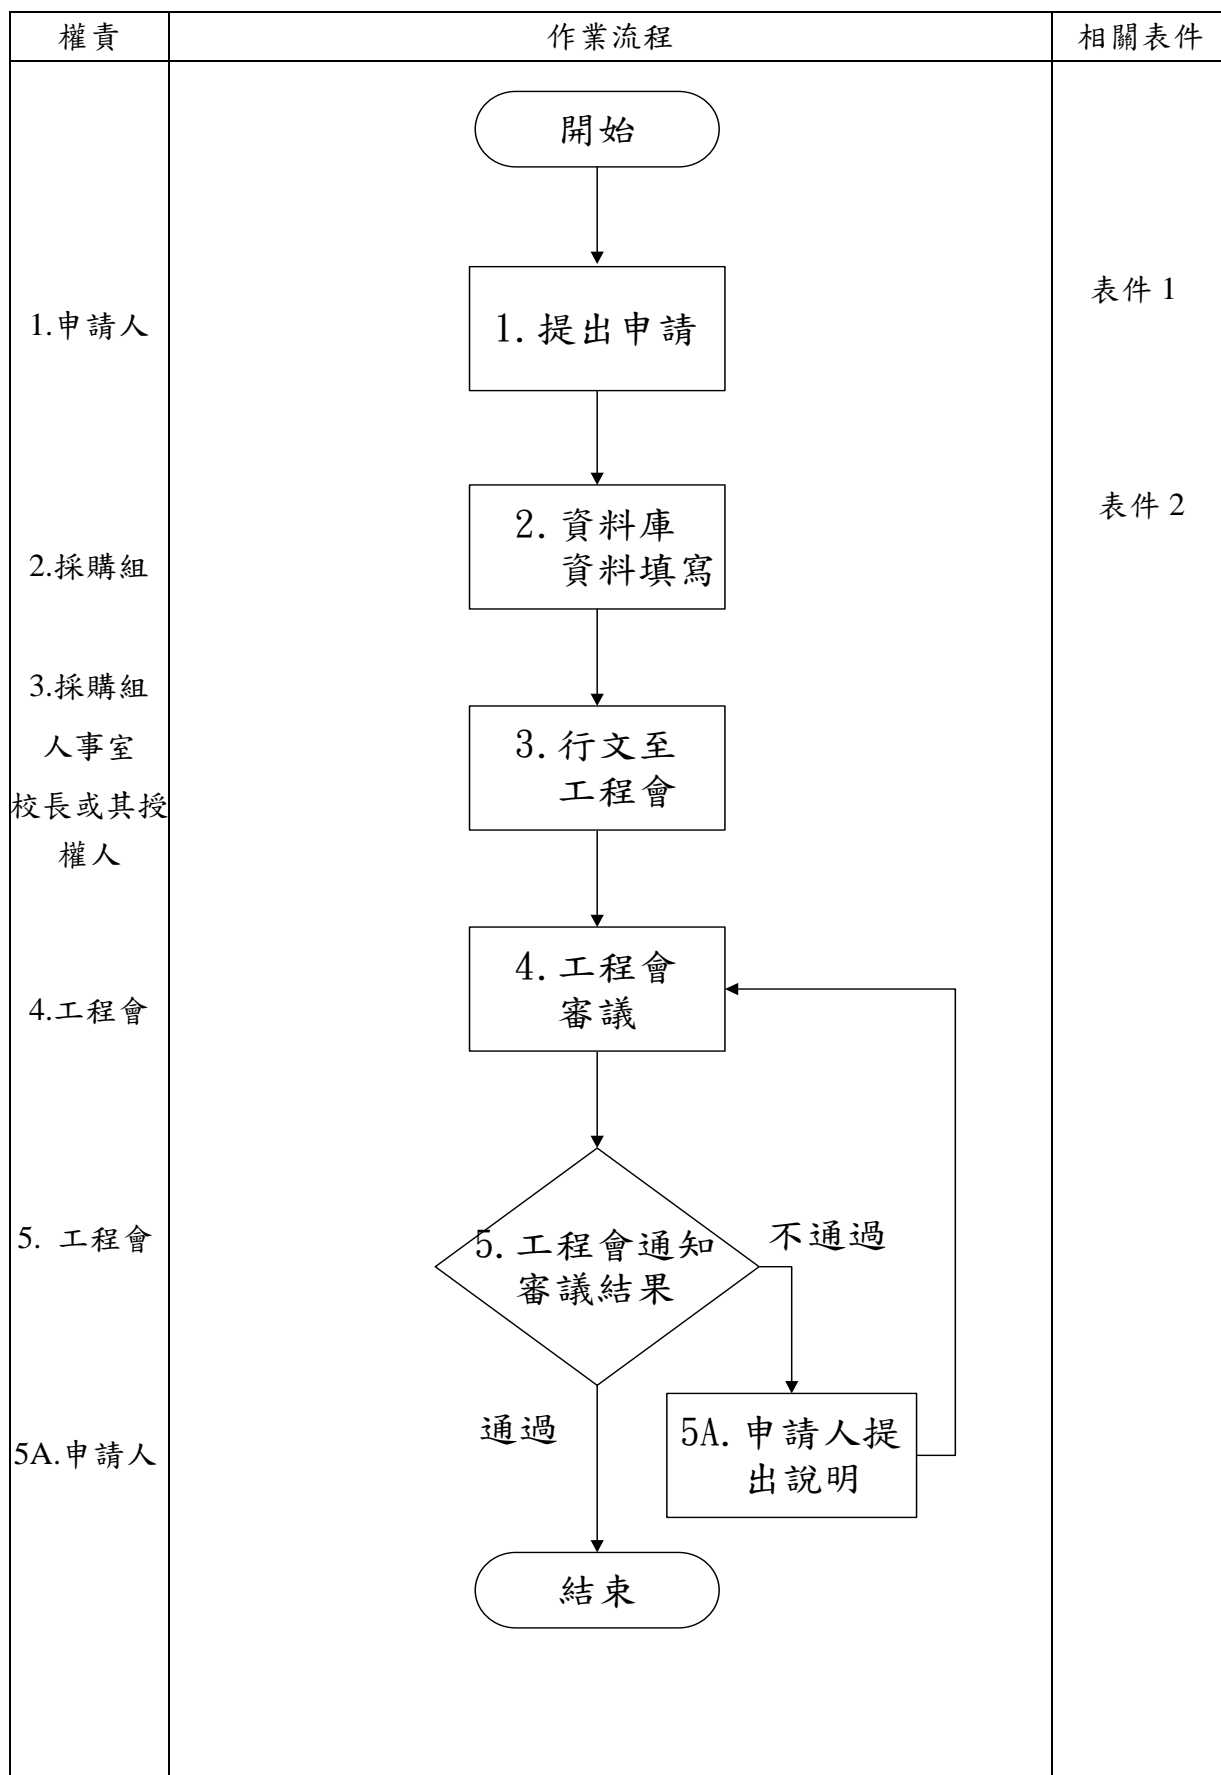 權責
作業流程
相關表件
開始
1.申請人
1.提出申請
表件 1
2.採購組
2.資料庫
資料填寫
表件 2
3.採購組
人事室
校長或其授
權人
3.行文至
工程會
4.工程會
4.工程會
審議
5. 工程會
5.工程會通知
審議結果
不通過
通過
5A.申請人
5A.申請人提
出說明
結束